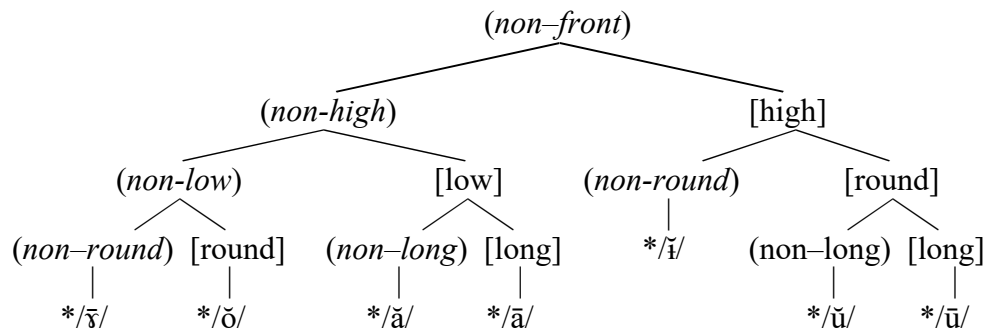 (non–front)
(non-high) [high]
(non-low) [low] (non-round) [round]
(non–round) [round] (non–long) [long] */ɨ̆/ (non–long) [long]
*/ɤ̄/ */ŏ/ */ă/ */ā/ */ŭ/ */ū/